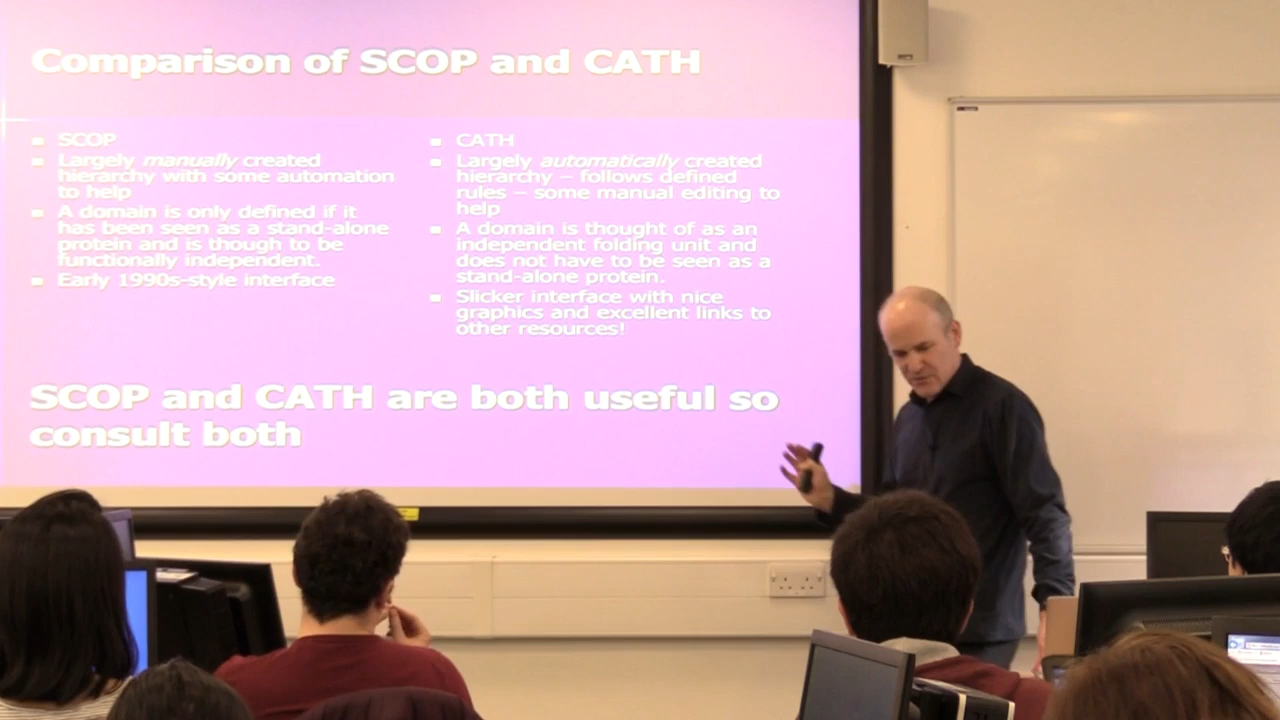 Comparison of SCOP and CATH
SCOP
Largely manually created
hierarchy with some automation
to help
A domain is only defined if it
has been seen as a stand-alone
protein and is though to be
functionally independent.
Early 1990s-style interface
CATH
Largely automatically created
hierarchy – follows defined
rules – some manual editing to
help
A domain is thought of as an
independent folding unit and
does not have to be seen as a
stand-alone protein.
Slicker interface with nice
graphics and excellent links to
other resources!
SCOP and CATH are both useful so
consult both